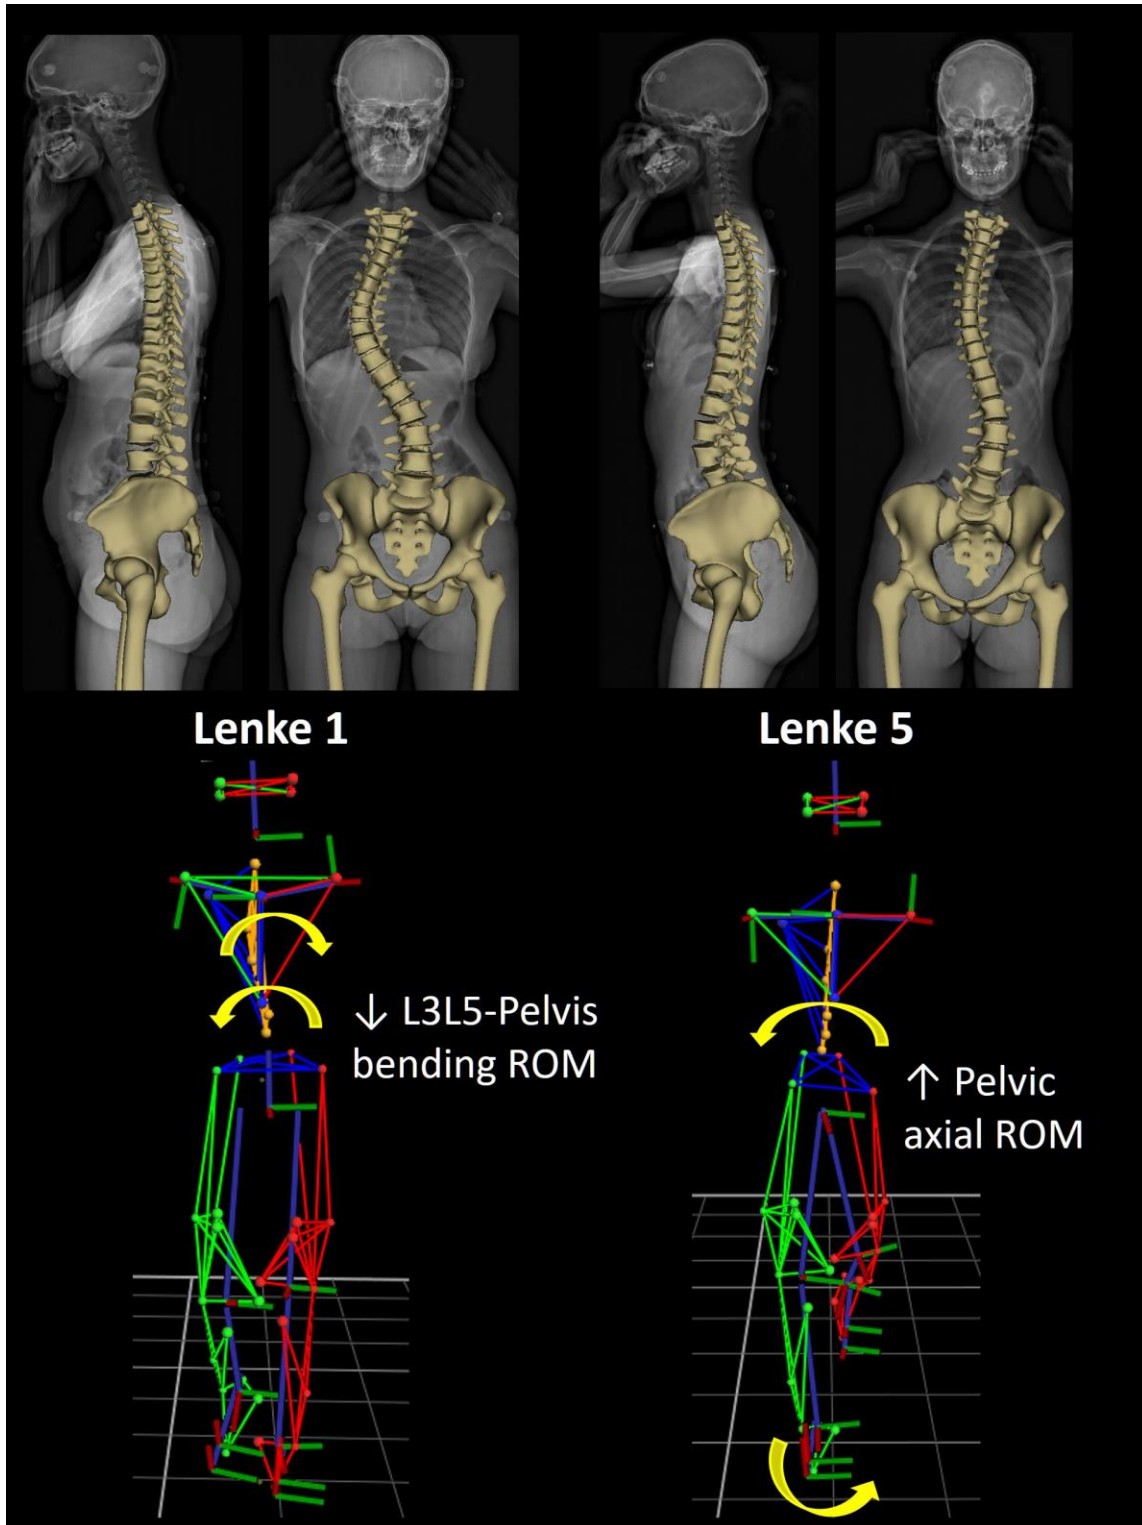 Lenke 1
Lenke 5
↓ L3L5-Pelvis
bending ROM
↑ Pelvic
axial ROM